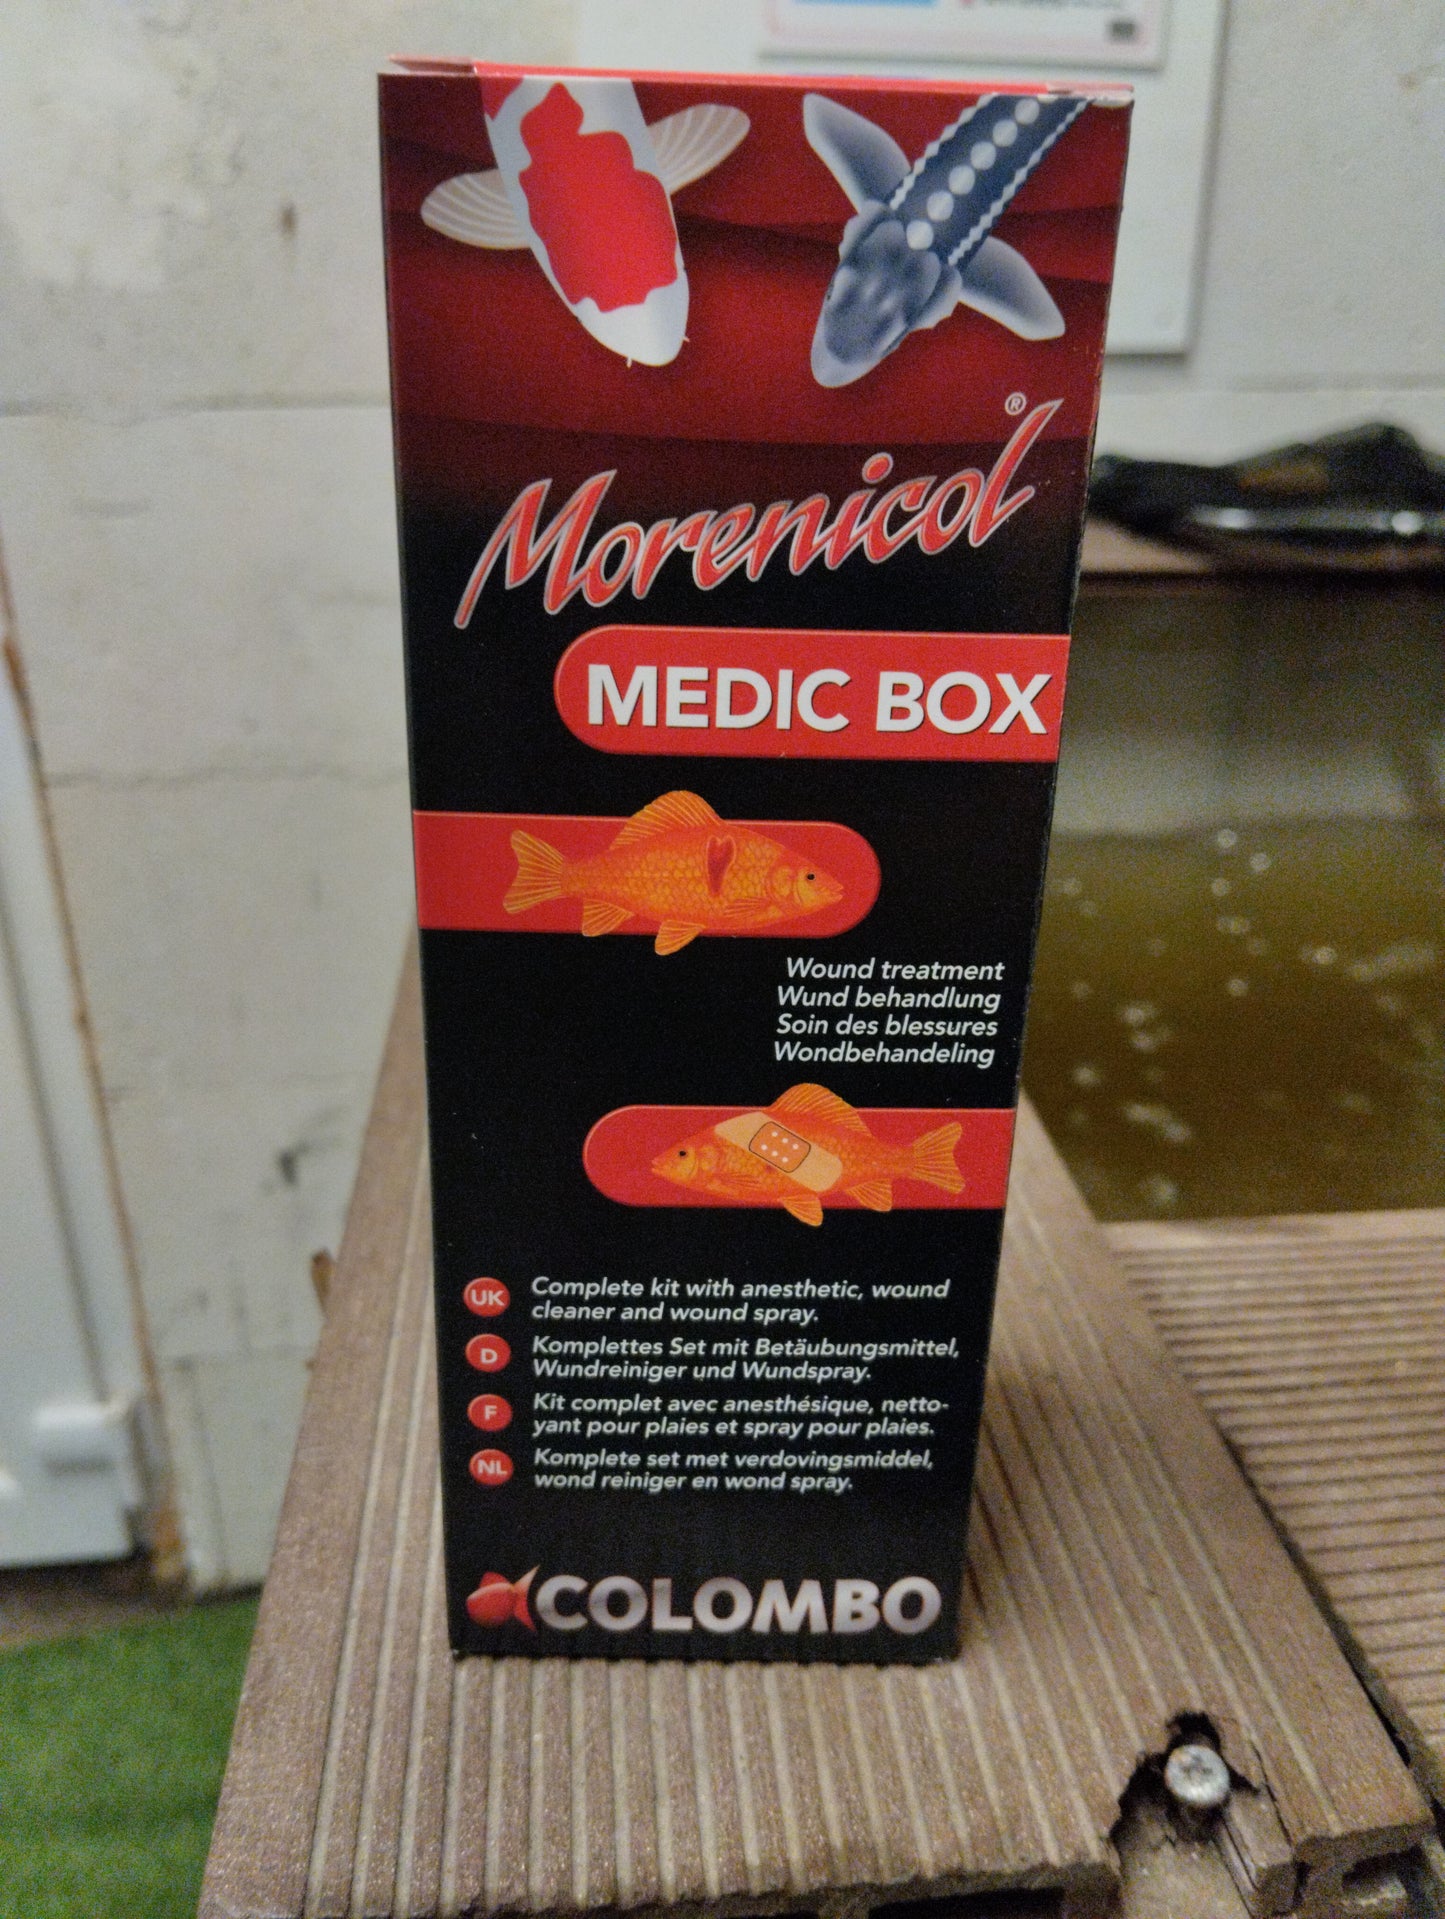 Morenicol®
MEDIC BOX
Wound treatment
Wund behandlung
Soin des blessures
Wondbehandeling
UK Complete kit with anesthetic, wound
cleaner and wound spray.
D Komplettes Set mit Betäubungsmittel,
Wundreiniger und Wundspray.
F Kit complet avec anesthésique, netto-
yant pour plaies et spray pour plaies.
NL Komplete set met verdovingsmiddel,
wond reiniger en wond spray.
COLOMBO